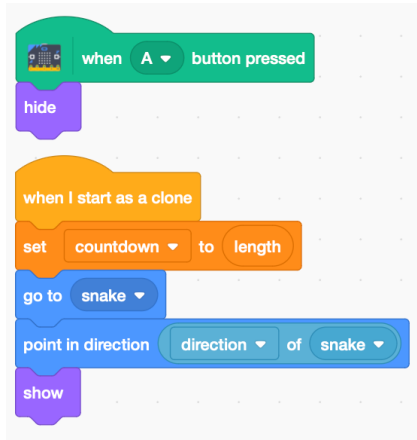 when A button pressed
hide
when I start as a clone
set countdown to length
go to snake
point in direction direction of snake
show